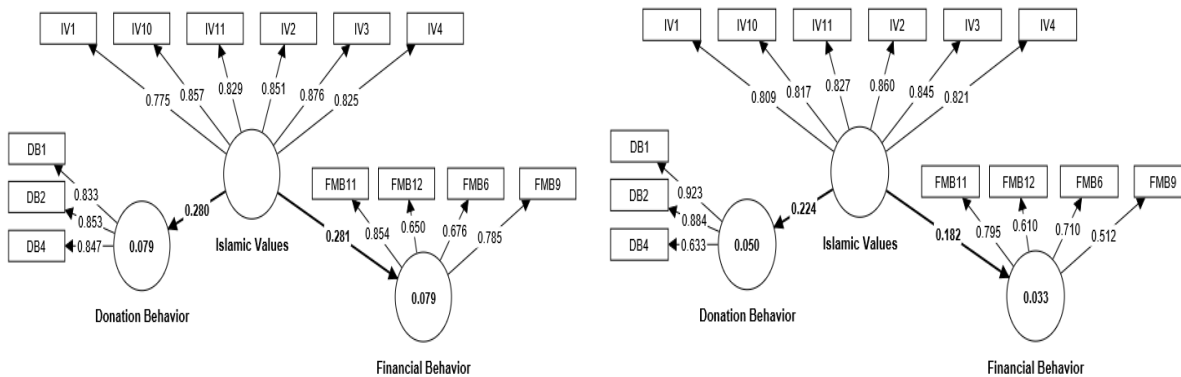 IV1 IV10 IV11 IV2 IV3 IV4
0.775 0.857 0.829 0.851 0.876 0.825
DB1
DB2
DB4
0.833
0.853
0.847
0.079
Donation Behavior
0.280
Islamic Values
0.281
FMB11 FMB12 FMB6 FMB9
0.854 0.650 0.676 0.785
0.079
Financial Behavior
IV1 IV10 IV11 IV2 IV3 IV4
0.809 0.817 0.827 0.860 0.845 0.821
DB1
DB2
DB4
0.923
0.884
0.633
0.050
Donation Behavior
0.224
Islamic Values
0.182
FMB11 FMB12 FMB6 FMB9
0.795 0.610 0.710 0.512
0.033
Financial Behavior